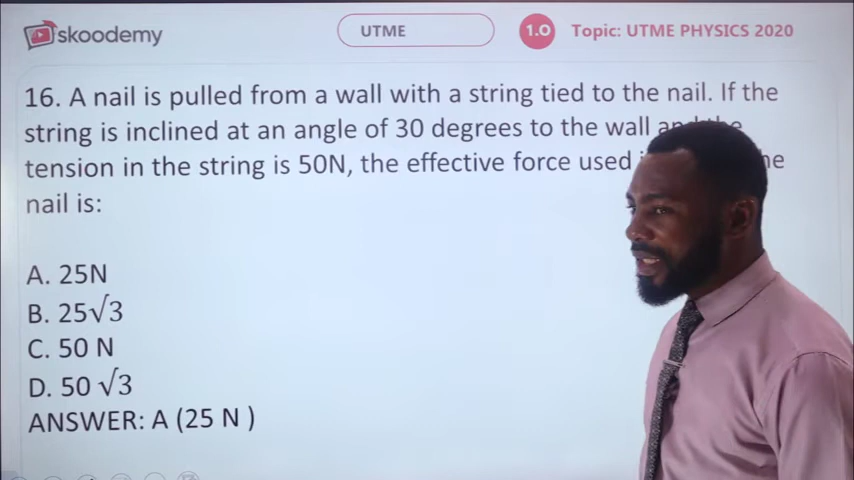 skoodemy
UTME
1.0 Topic: UTME PHYSICS 2020
16. A nail is pulled from a wall with a string tied to the nail. If the
string is inclined at an angle of 30 degrees to the wall and the
tension in the string is 50N, the effective force used
nail is:
A. 25N
B. 25√3
C. 50 N
D. 50 √3
ANSWER: A (25 N )